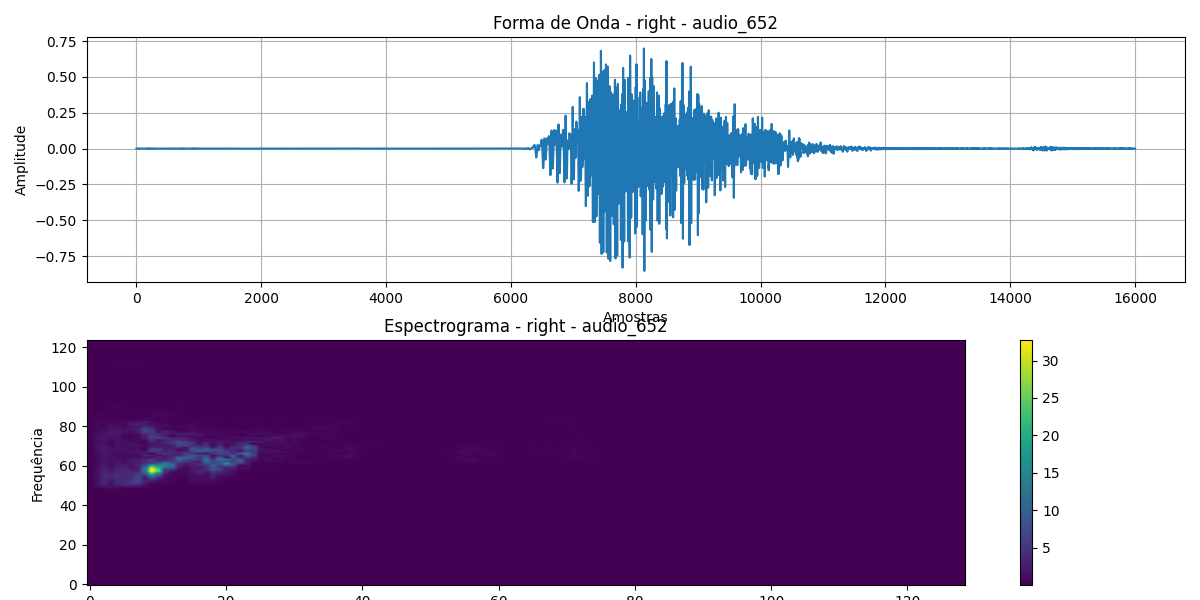 Forma de Onda - right - audio_652
0.75
0.50
0.25
0.00
−0.25
−0.50
−0.75
Amplitude
0 2000 4000 6000 8000 10000 12000 14000 16000
Amostras
Espectrograma - right - audio_652
120
100
80
60
40
20
0
Frequência
0 20 40 60 80 100 120
30
25
20
15
10
5